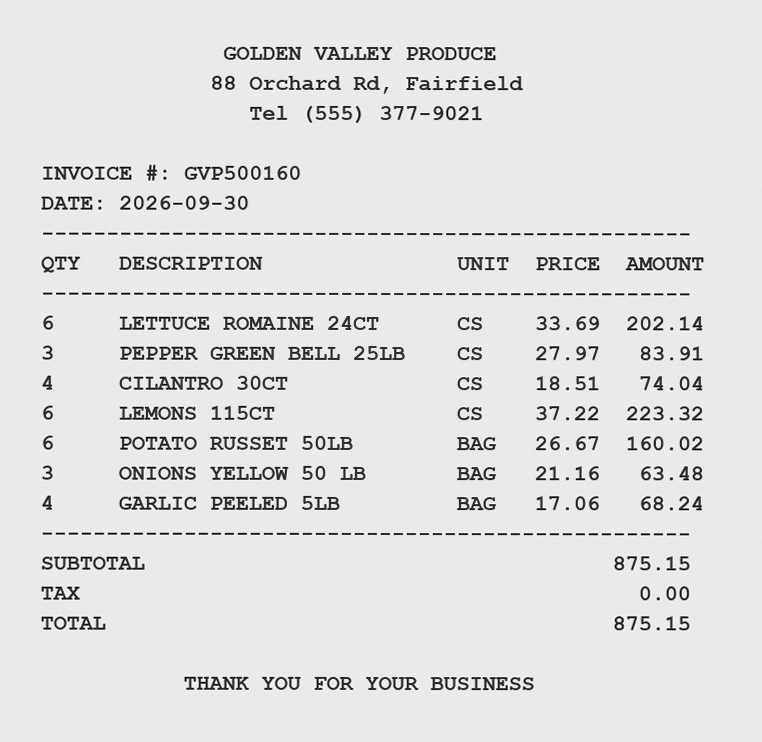 GOLDEN VALLEY PRODUCE
88 Orchard Rd, Fairfield
Tel (555) 377-9021
INVOICE #: GVP500160
DATE: 2026-09-30
--------------------------------------------------
QTY DESCRIPTION UNIT PRICE AMOUNT
--------------------------------------------------
6 LETTUCE ROMAINE 24CT CS 33.69 202.14
3 PEPPER GREEN BELL 25LB CS 27.97 83.91
4 CILANTRO 30CT CS 18.51 74.04
6 LEMONS 115CT CS 37.22 223.32
6 POTATO RUSSET 50LB BAG 26.67 160.02
3 ONIONS YELLOW 50 LB BAG 21.16 63.48
4 GARLIC PEELED 5LB BAG 17.06 68.24
--------------------------------------------------
SUBTOTAL 875.15
TAX 0.00
TOTAL 875.15
THANK YOU FOR YOUR BUSINESS